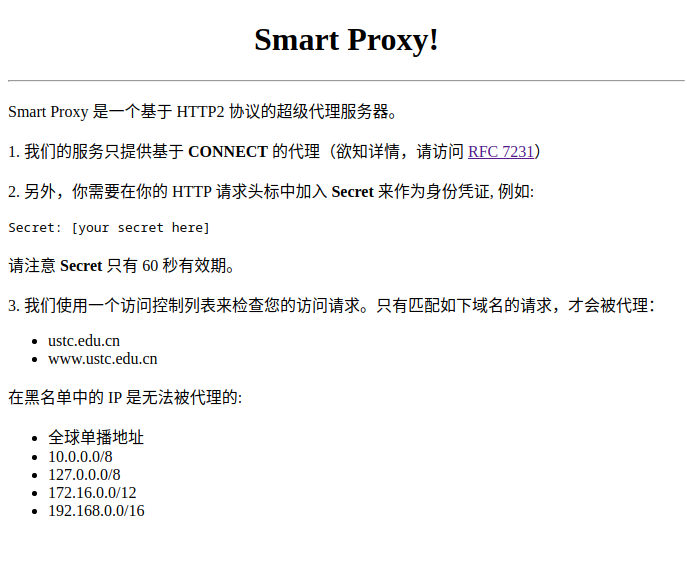 Smart Proxy!
Smart Proxy 是一个基于 HTTP2 协议的超级代理服务器。
1. 我们的服务只提供基于 CONNECT 的代理（欲知详情，请访问 RFC 7231）
2. 另外，你需要在你的 HTTP 请求头标中加入 Secret 来作为身份凭证, 例如:
Secret: [your secret here]
请注意 Secret 只有 60 秒有效期。
3. 我们使用一个访问控制列表来检查您的访问请求。只有匹配如下域名的请求，才会被代理：
ustc.edu.cn
www.ustc.edu.cn
在黑名单中的 IP 是无法被代理的:
全球单播地址
10.0.0.0/8
127.0.0.0/8
172.16.0.0/12
192.168.0.0/16